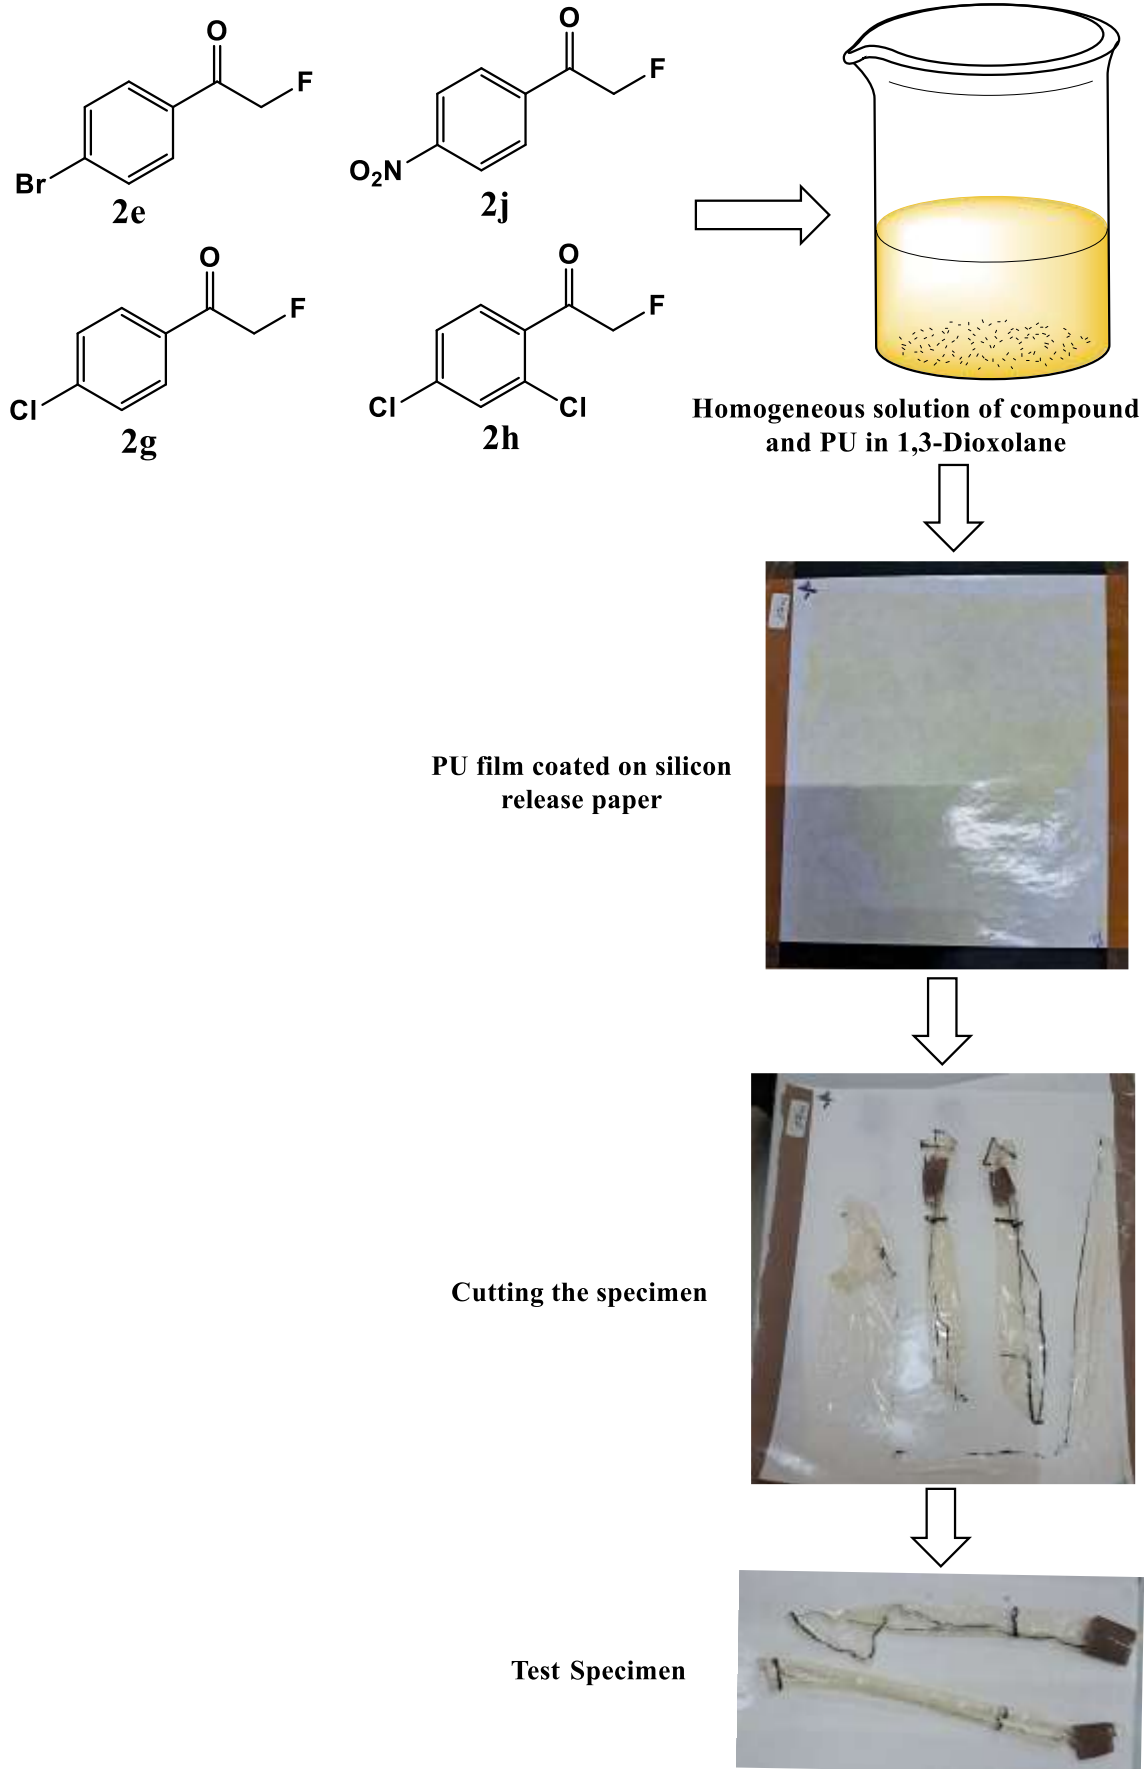 O
F
Br
2e
O
F
O₂N
2j
O
F
Cl
2g
O
F
Cl
Cl
2h
Homogeneous solution of compound
and PU in 1,3-Dioxolane
PU film coated on silicon
release paper
Cutting the specimen
Test Specimen